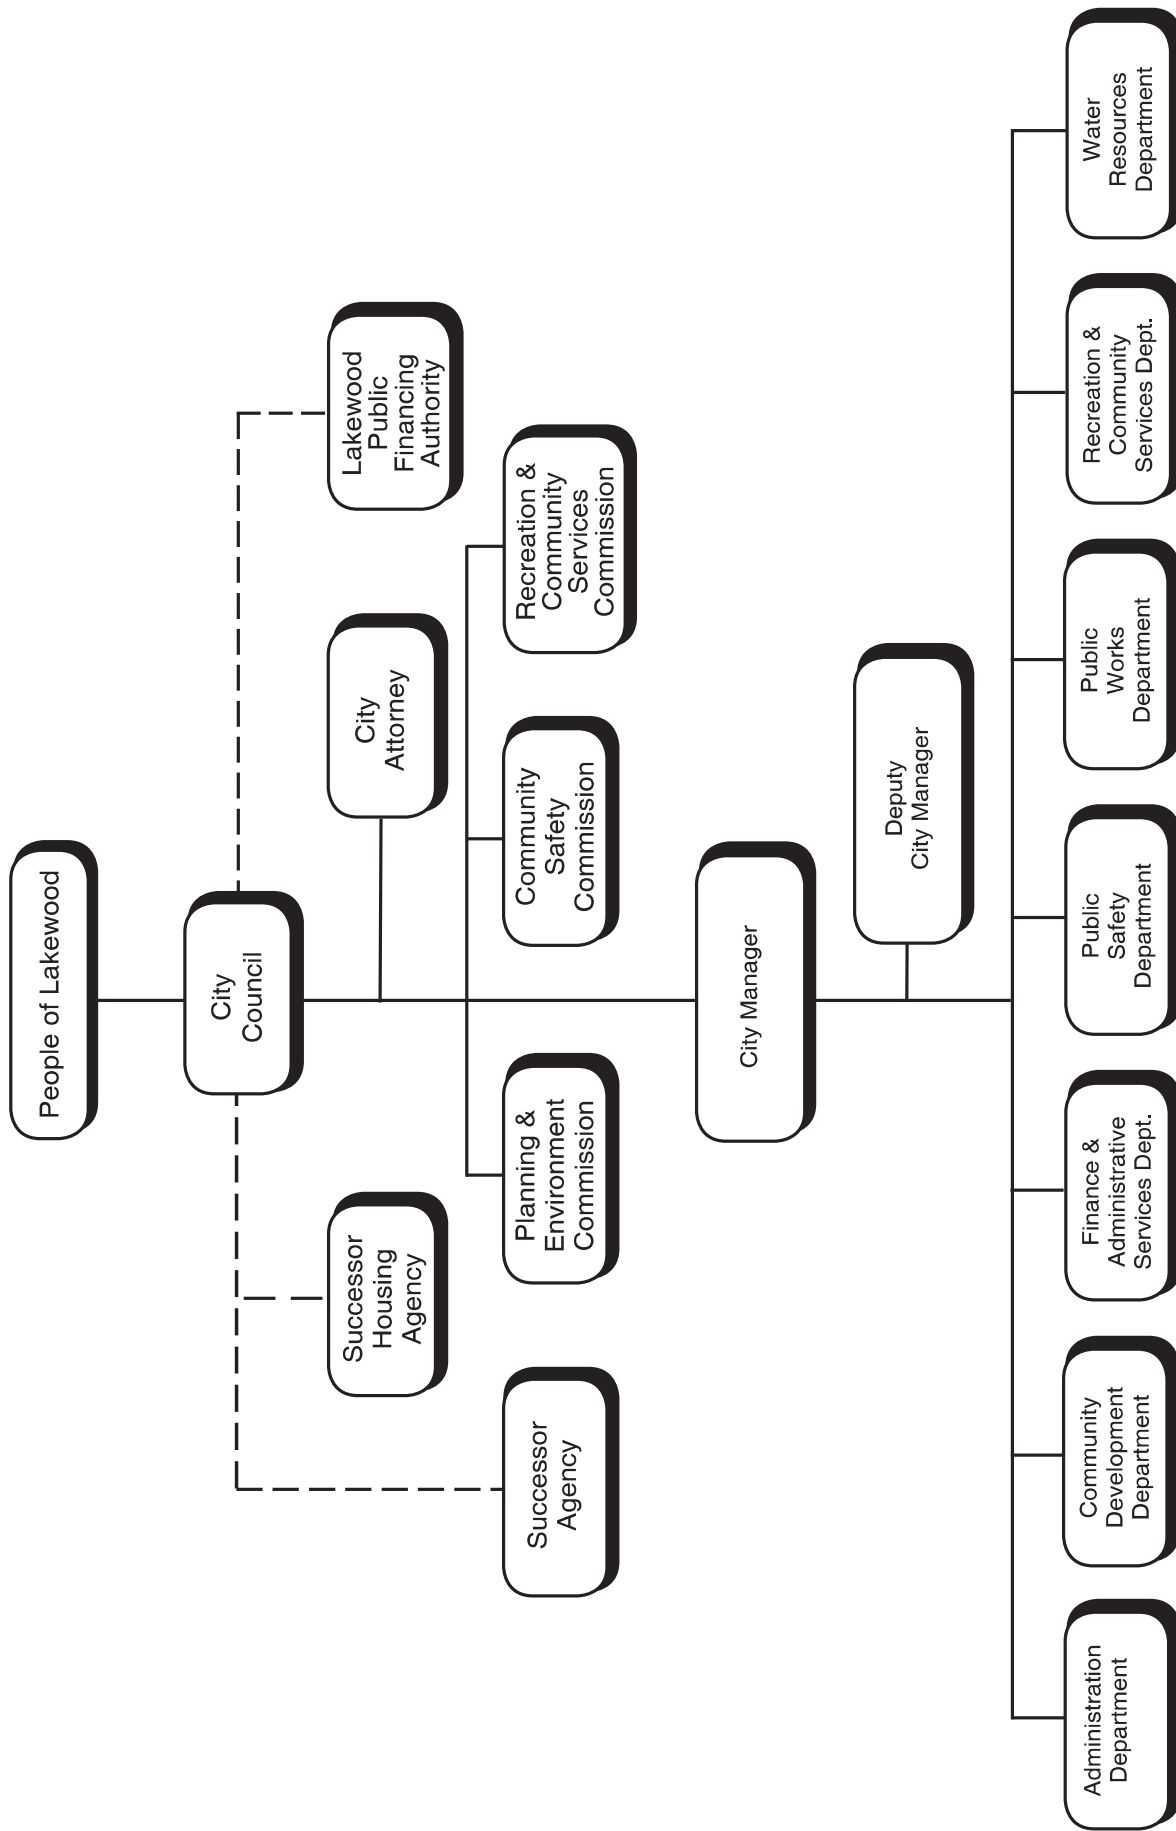 People of Lakewood
City
Council
Successor
Housing
Agency
City
Attorney
Lakewood
Public
Financing
Authority
Successor
Agency
Planning &
Environment
Commission
Community
Safety
Commission
Recreation &
Community
Services
Commission
City Manager
Deputy
City Manager
Administration
Department
Community
Development
Department
Finance &
Administrative
Services Dept.
Public
Safety
Department
Public
Works
Department
Recreation &
Community
Services Dept.
Water
Resources
Department